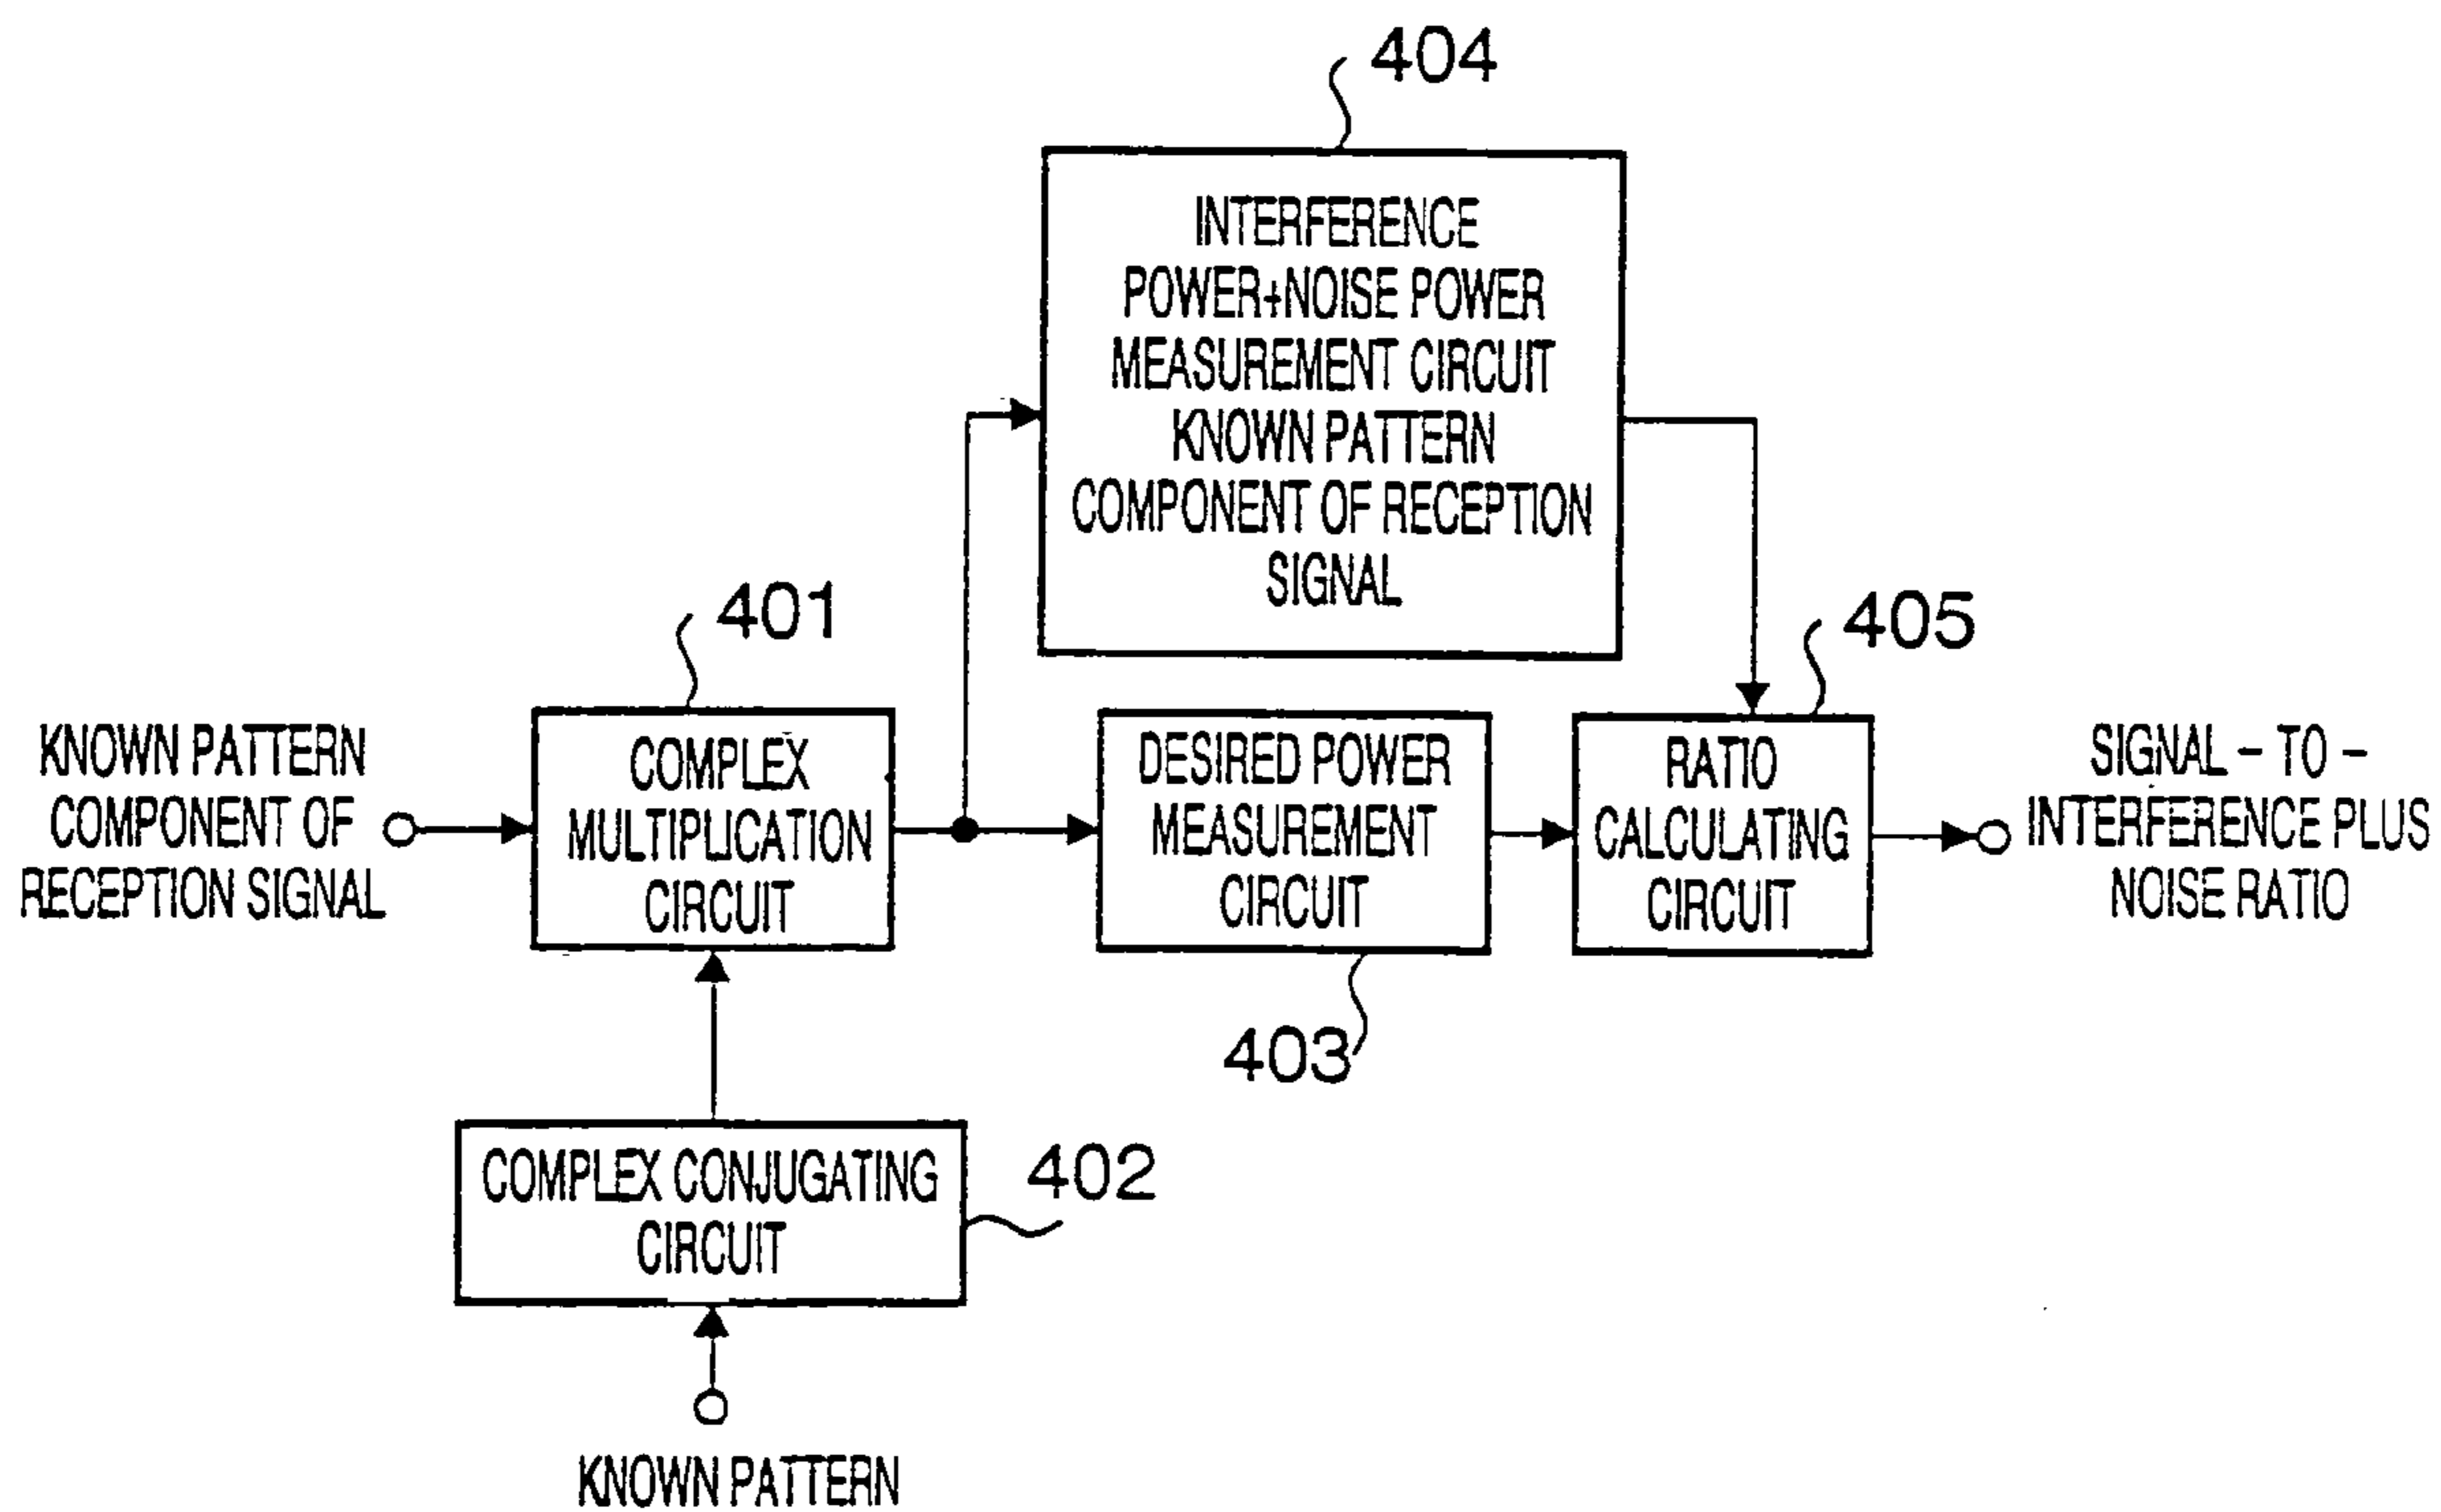 404
INTERFERENCE
POWER+NOISE POWER
MEASUREMENT CIRCUIT
KNOWN PATTERN
COMPONENT OF RECEPTION
SIGNAL
401
405
KNOWN PATTERN
COMPONENT OF
RECEPTION SIGNAL
COMPLEX
MULTIPLICATION
CIRCUIT
DESIRED POWER
MEASUREMENT
CIRCUIT
RATIO
CALCULATING
CIRCUIT
SIGNAL – TO –
INTERFERENCE PLUS
NOISE RATIO
403
COMPLEX CONJUGATING
CIRCUIT
402
KNOWN PATTERN